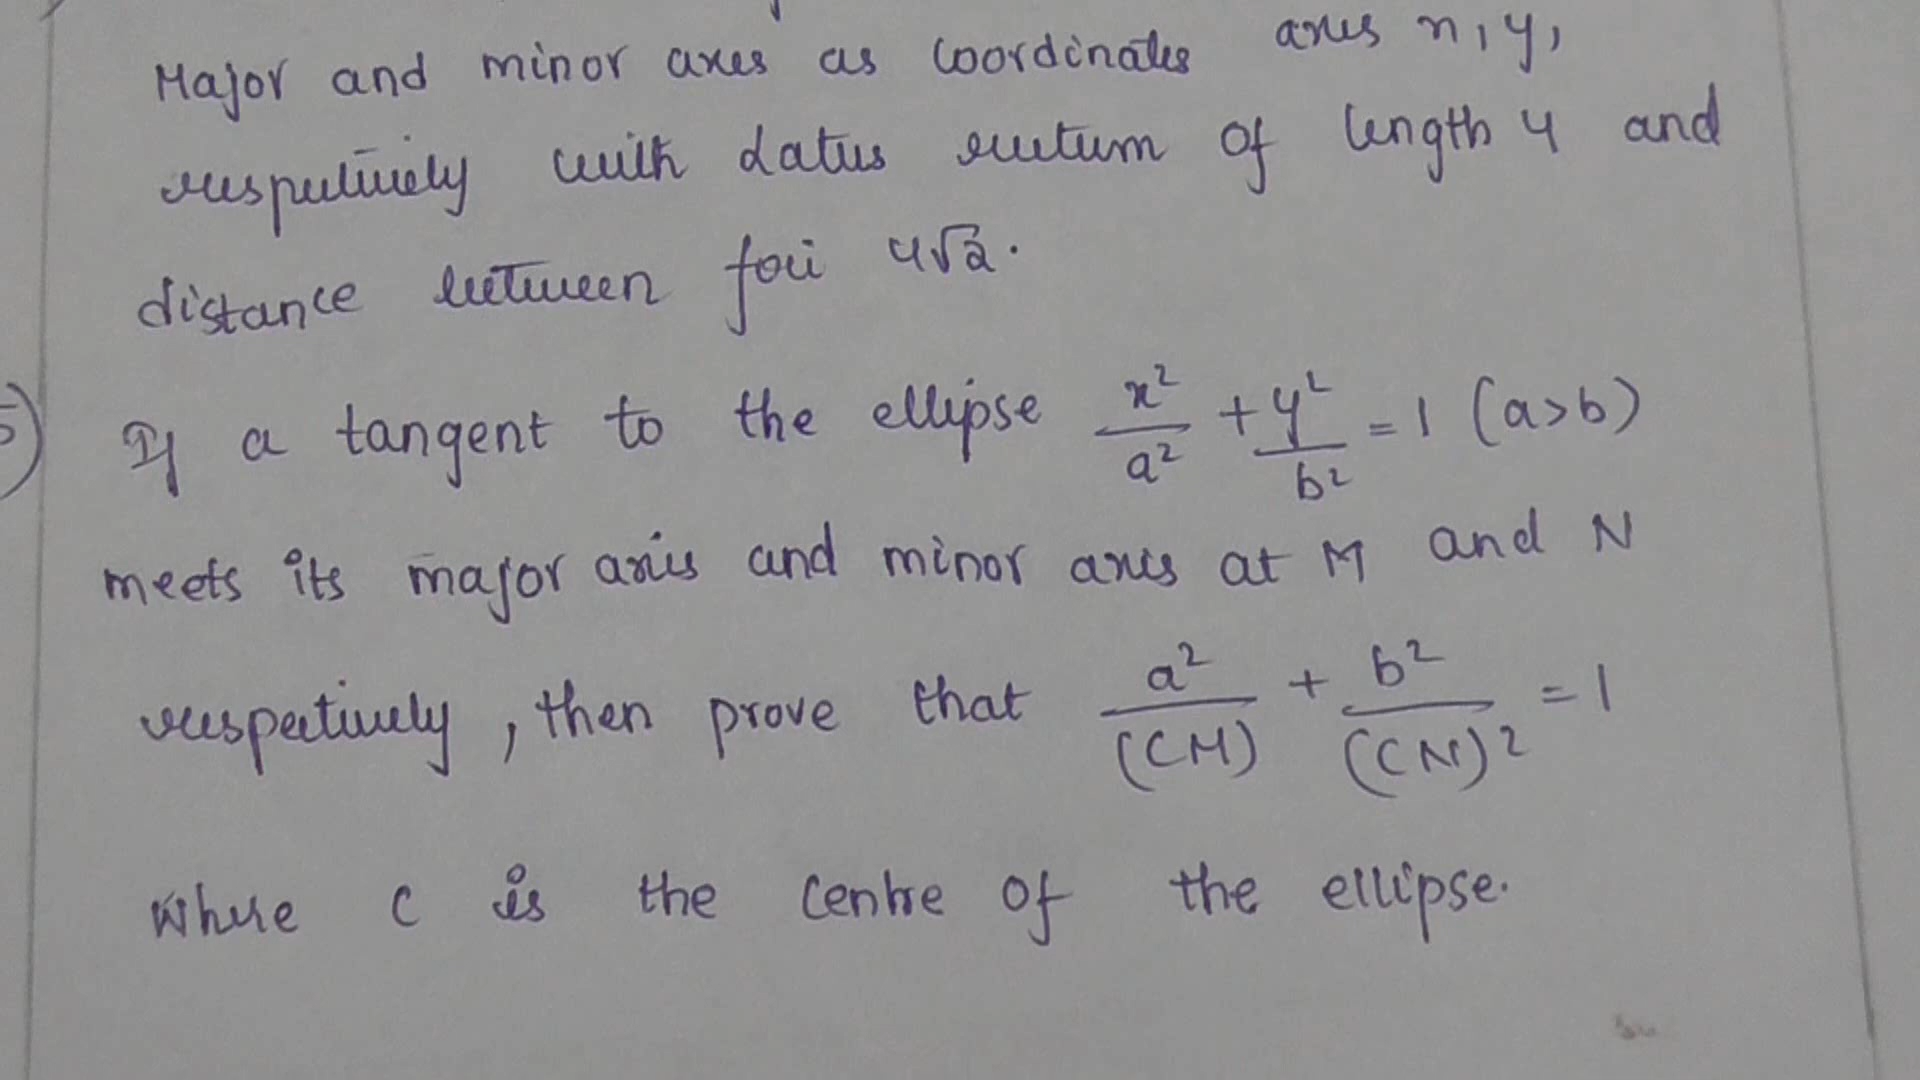 Major and minor axes as coordinates axes x, y,
respectively with Latus rectum of length 4 and
distance between foci 4√2.
5) If a tangent to the ellipse x²/a² + y²/b² = 1 (a>b)
meets its major axis and minor axis at M and N
respectively, then prove that a²/(CM) + b²/(CN)² = 1
where C is the centre of the ellipse.